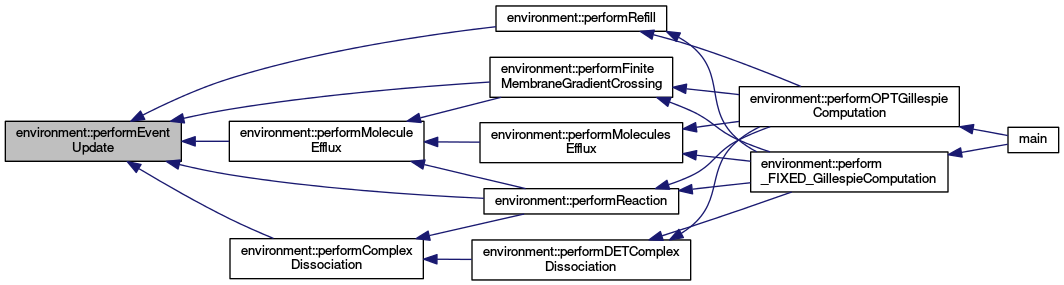 environment::performEvent
Update
environment::performRefill
environment::performFinite
MembraneGradientCrossing
environment::performMolecule
Efflux
environment::performMolecules
Efflux
environment::performReaction
environment::performComplex
Dissociation
environment::performDETComplex
Dissociation
environment::performOPTGillespie
Computation
environment::perform
_FIXED_GillespieComputation
main